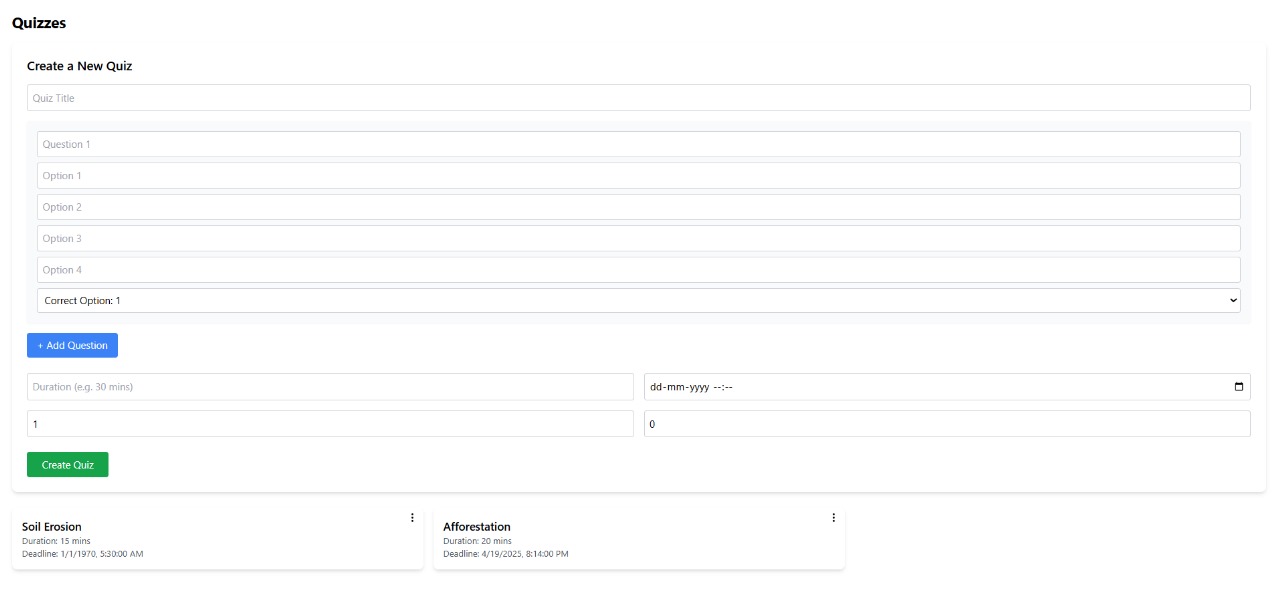 Quizzes
Create a New Quiz
Quiz Title
Question 1
Option 1
Option 2
Option 3
Option 4
Correct Option: 1
+ Add Question
Duration (e.g. 30 mins)
dd-mm-yyyy --:--
1
0
Create Quiz
Soil Erosion
Duration: 15 mins
Deadline: 1/1/1970, 5:30:00 AM
Afforestation
Duration: 20 mins
Deadline: 4/19/2025, 8:14:00 PM